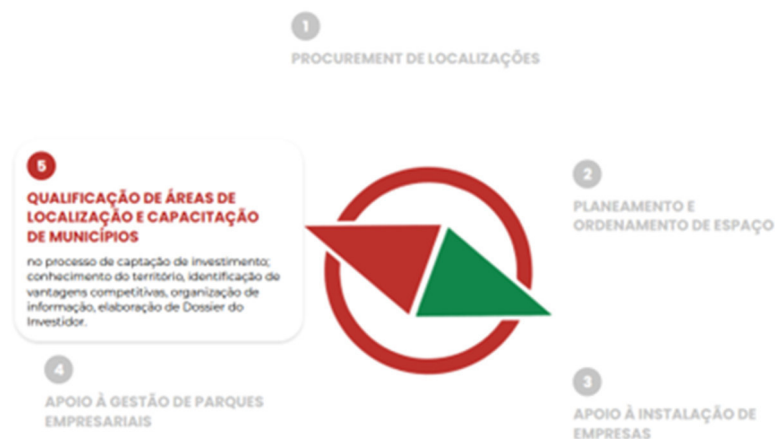 1
PROCUREMENT DE LOCALIZAÇÕES
5
QUALIFICAÇÃO DE ÁREAS DE
LOCALIZAÇÃO E CAPACITAÇÃO
DE MUNICÍPIOS
no processo de captação de investimento;
conhecimento do território, identificação de
vantagens competitivas, organização de
informação, elaboração de Dossier do
Investidor.
2
PLANEAMENTO E
ORDENAMENTO DE ESPAÇO
4
APOIO À GESTÃO DE PARQUES
EMPRESARIAIS
3
APOIO À INSTALAÇÃO DE
EMPRESAS